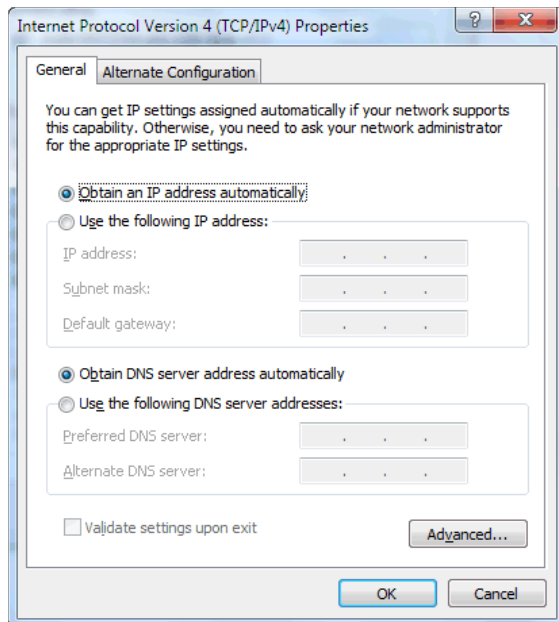 Internet Protocol Version 4 (TCP/IPv4) Properties
?
General
Alternate Configuration
You can get IP settings assigned automatically if your network supports
this capability. Otherwise, you need to ask your network administrator
for the appropriate IP settings.
Obtain an IP address automatically
Use the following IP address:
IP address:
Subnet mask:
Default gateway:
Obtain DNS server address automatically
Use the following DNS server addresses:
Preferred DNS server:
Alternate DNS server:
Validate settings upon exit
Advanced...
OK
Cancel